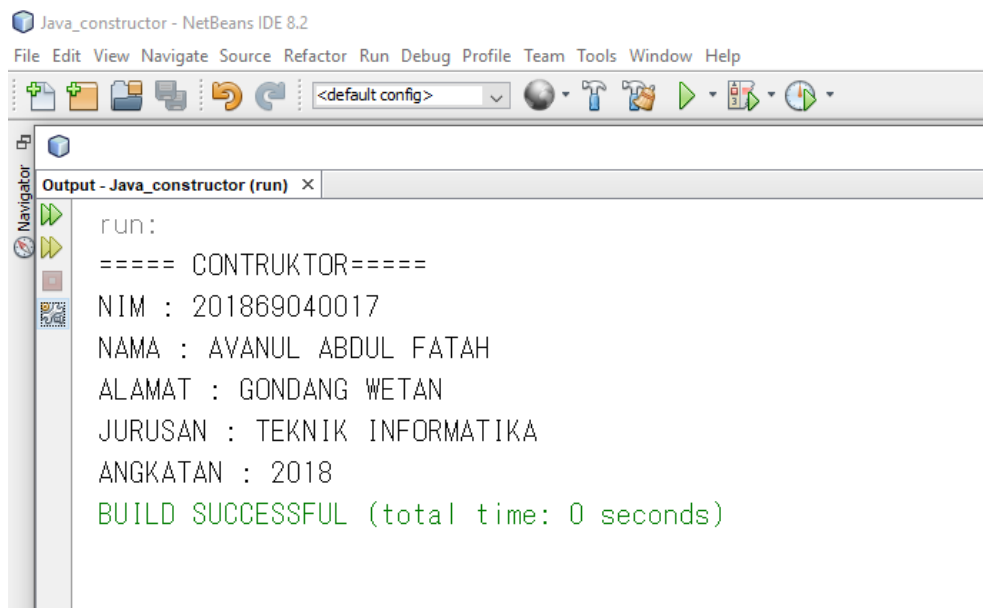 Java_constructor - NetBeans IDE 8.2
File Edit View Navigate Source Refactor Run Debug Profile Team Tools Window Help
<default config>
Navigator
Output - Java_constructor (run)
run:
===== CONTRUKTOR=====
NIM : 201869040017
NAMA : AVANUL ABDUL FATAH
ALAMAT : GONDANG WETAN
JURUSAN : TEKNIK INFORMATIKA
ANGKATAN : 2018
BUILD SUCCESSFUL (total time: 0 seconds)